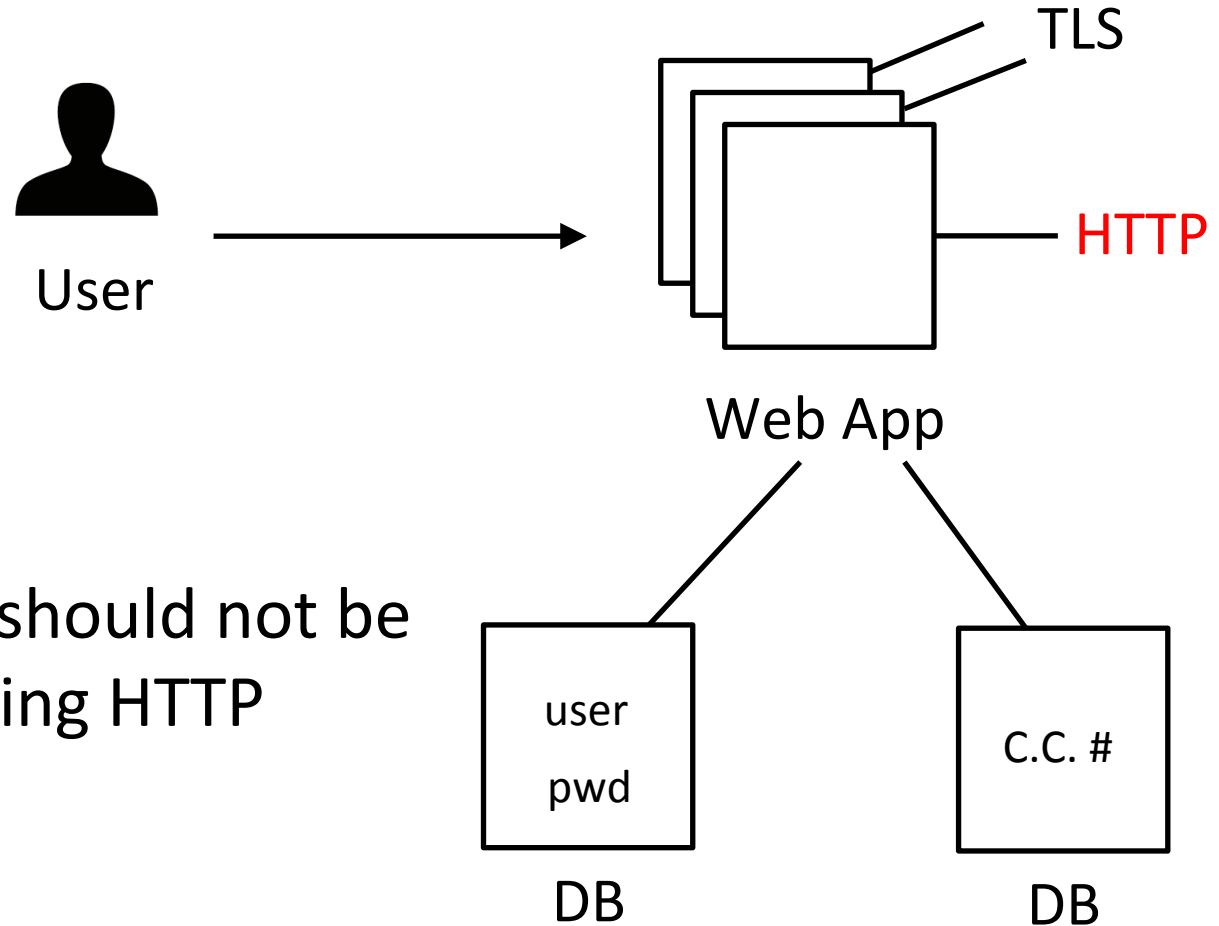 TLS
HTTP
User
Web App
should not be
ing HTTP
user
pwd
C.C. #
DB
DB